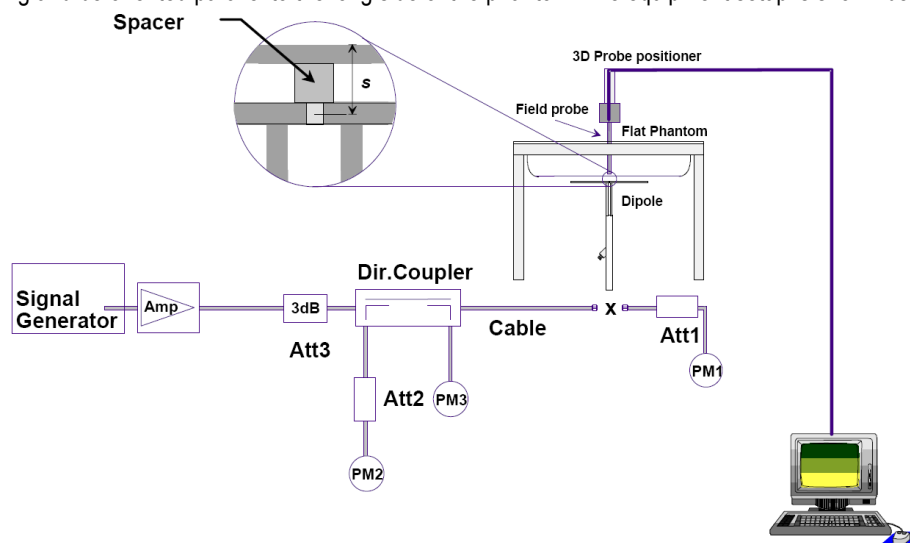 Spacer
s
3D Probe positioner
Field probe
Flat Phantom
Dipole
Signal
Generator
Amp
3dB
Att3
Dir.Coupler
Cable
x
Att1
PM1
Att2
PM3
PM2